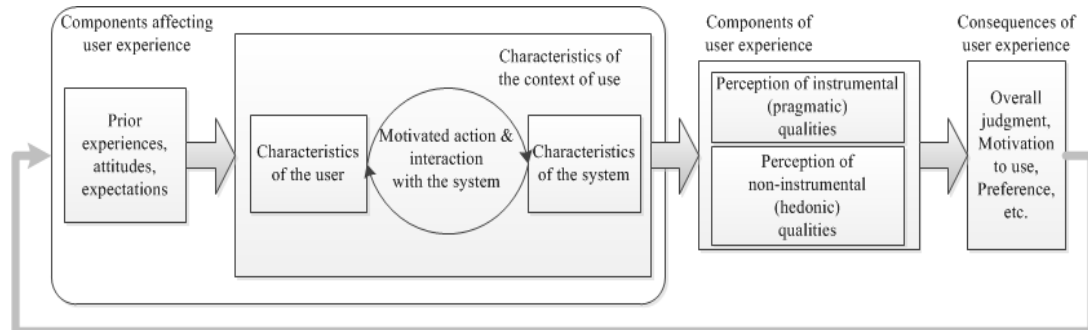 Components affecting
user experience
Prior
experiences,
attitudes,
expectations
Characteristics of
the context of use
Characteristics
of the user
Motivated action &
interaction
with the system
Characteristics
of the system
Components of
user experience
Perception of instrumental
(pragmatic)
qualities
Perception of
non-instrumental
(hedonic)
qualities
Consequences of
user experience
Overall
judgment,
Motivation
to use,
Preference,
etc.